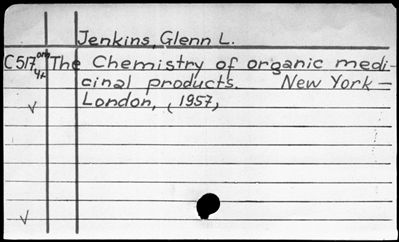 Jenkins, Glenn L.
C517 The Chemistry of organic medi-
cinal products. New York-
London, (1957)